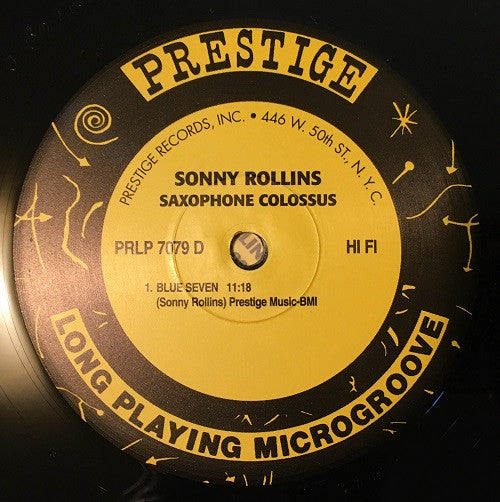 PRESTIGE
PRESTIGE RECORDS, INC. • 446 W. 50th ST., N.Y.C.
SONNY ROLLINS
SAXOPHONE COLOSSUS
PRLP 7079 D HI FI
1. BLUE SEVEN 11:18
(Sonny Rollins) Prestige Music-BMI
LONG PLAYING MICROGROOVE